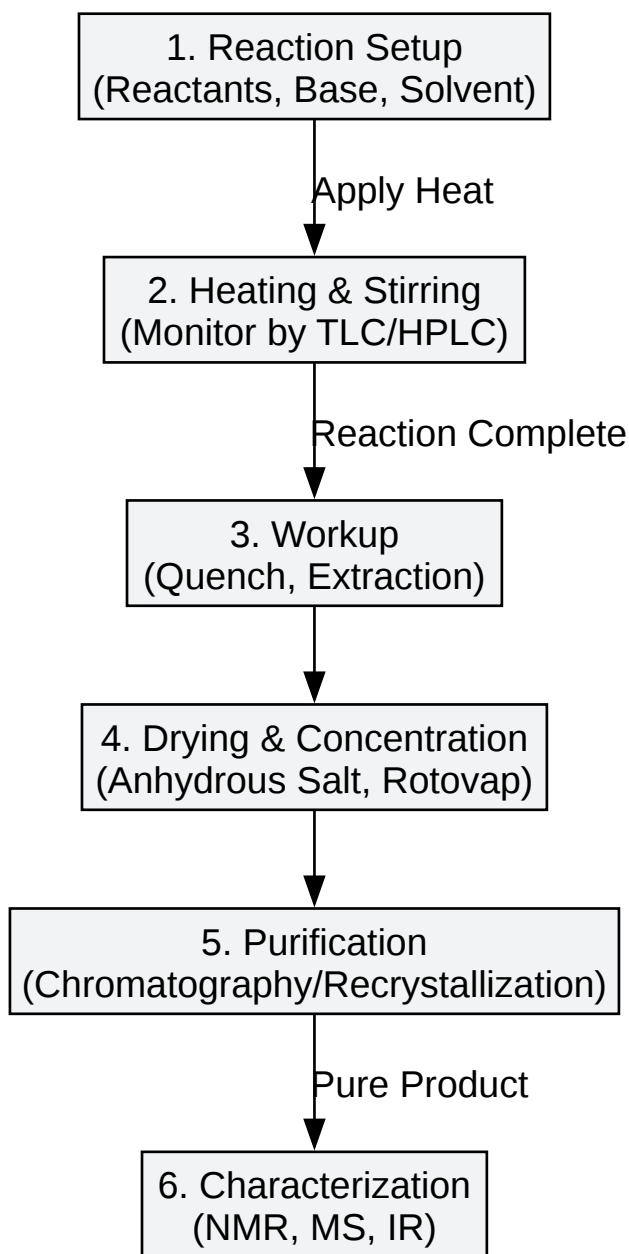 1. Reaction Setup
(Reactants, Base, Solvent)
Apply Heat
2. Heating & Stirring
(Monitor by TLC/HPLC)
Reaction Complete
3. Workup
(Quench, Extraction)
4. Drying & Concentration
(Anhydrous Salt, Rotovap)
5. Purification
(Chromatography/Recrystallization)
Pure Product
6. Characterization
(NMR, MS, IR)